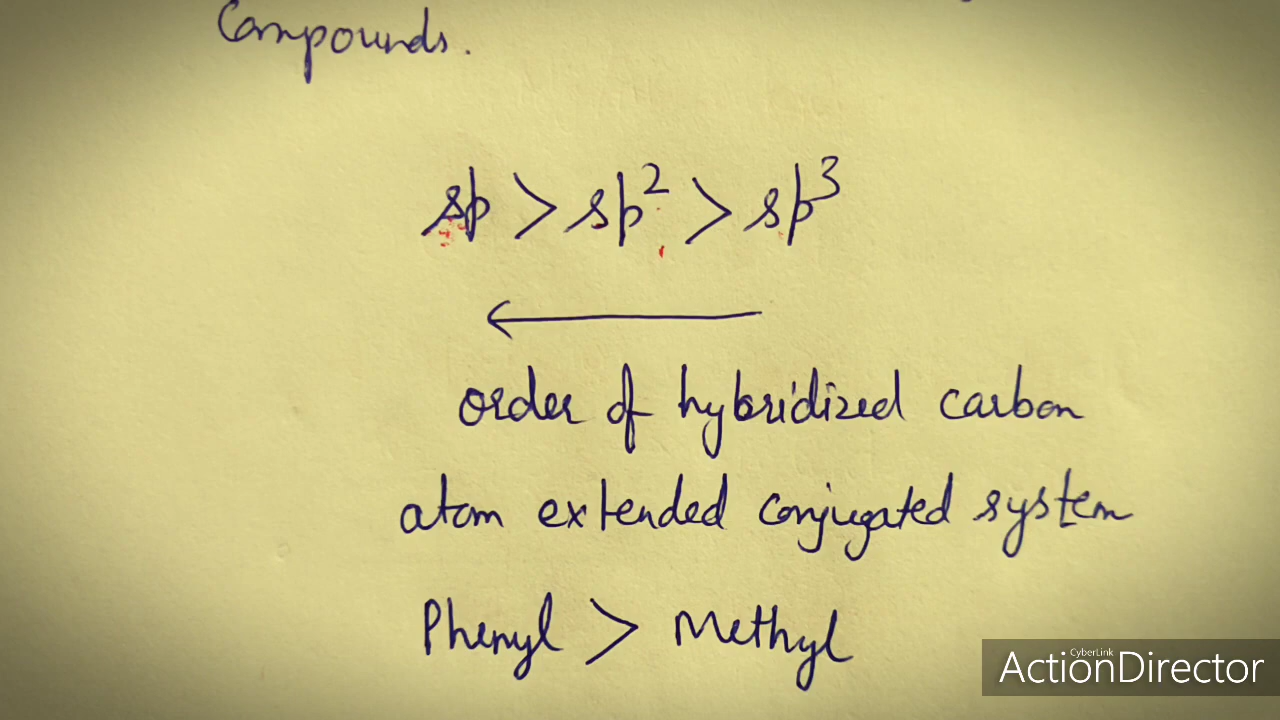 Compounds.
sp > sp² > sp³
←
order of hybridized carbon
atom extended conjugated system
Phenyl > Methyl
CyberLink
ActionDirector